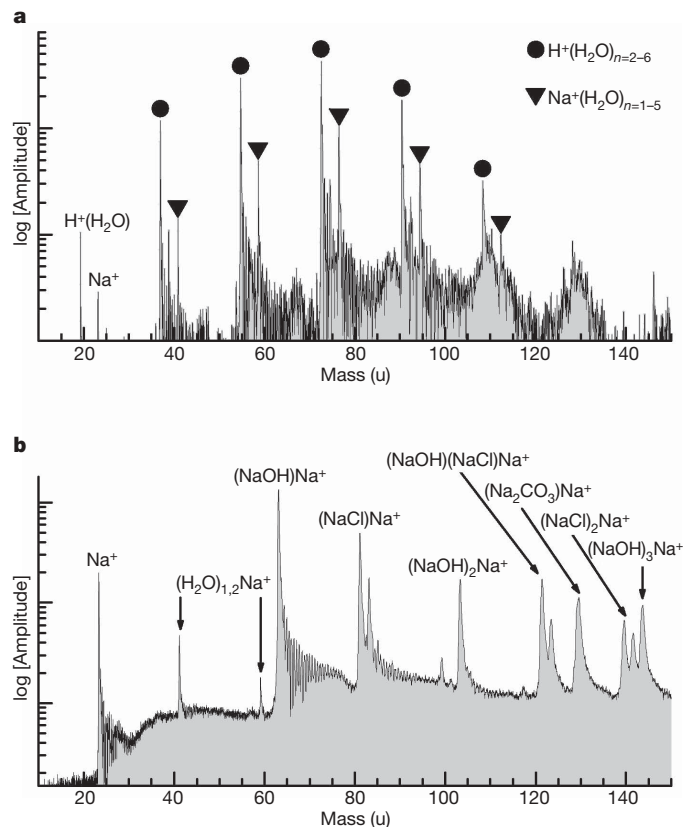 a
H⁺(H₂O)ₙ₌₂₋₆
Na⁺(H₂O)ₙ₌₁₋₅
H⁺(H₂O)
Na⁺
log [Amplitude]
20 40 60 80 100 120 140
Mass (u)
b
(NaOH)(NaCl)Na⁺
(NaOH)Na⁺
(Na₂CO₃)Na⁺
(NaCl)Na⁺
(NaCl)₂Na⁺
Na⁺
(NaOH)₂Na⁺
(NaOH)₃Na⁺
(H₂O)₁,₂Na⁺
log [Amplitude]
20 40 60 80 100 120 140
Mass (u)